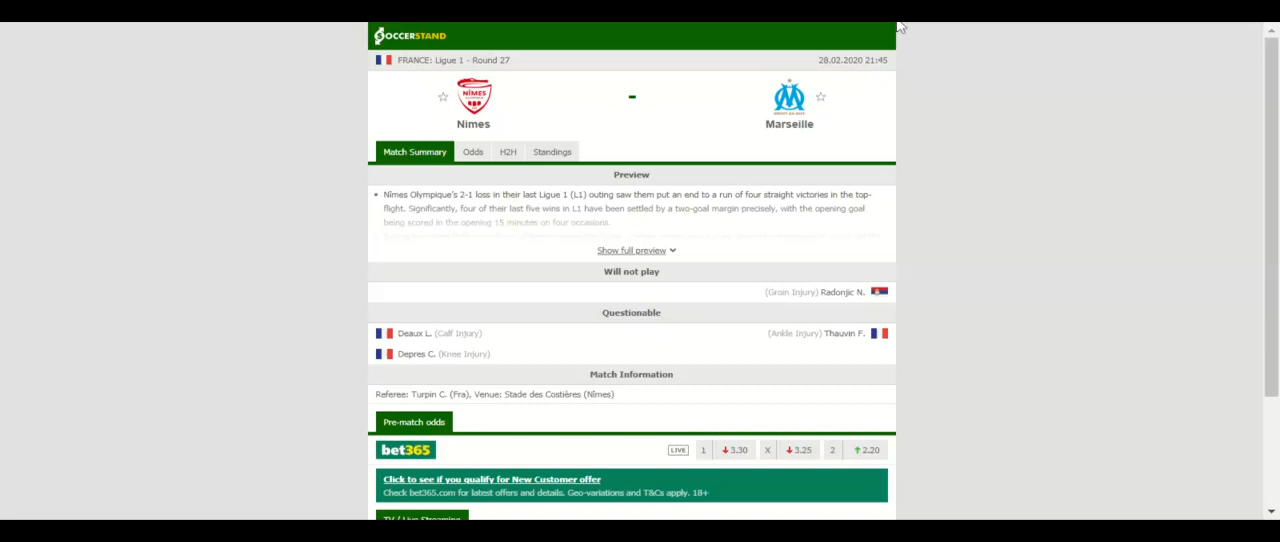 SOCCERSTAND
FRANCE: Ligue 1 - Round 27
28.02.2020 21:45
NÎMES
Nimes
-
Marseille
Match Summary
Odds
H2H
Standings
Preview
Nîmes Olympique's 2-1 loss in their last Ligue 1 (L1) outing saw them put an end to a run of four straight victories in the top-
flight. Significantly, four of their last five wins in L1 have been settled by a two-goal margin precisely, with the opening goal
being scored in the opening 15 minutes on four occasions.
Show full preview
Will not play
(Groin Injury) Radonjic N.
Questionable
Deaux L. (Calf Injury)
(Ankle Injury) Thauvin F.
Depres C. (Knee Injury)
Match Information
Referee: Turpin C. (Fra), Venue: Stade des Costières (Nîmes)
Pre-match odds
bet365
LIVE
1
3.30
X
3.25
2
2.20
Click to see if you qualify for New Customer offer
Check bet365.com for latest offers and details. Geo-variations and T&Cs apply. 18+
TV / Live Streaming